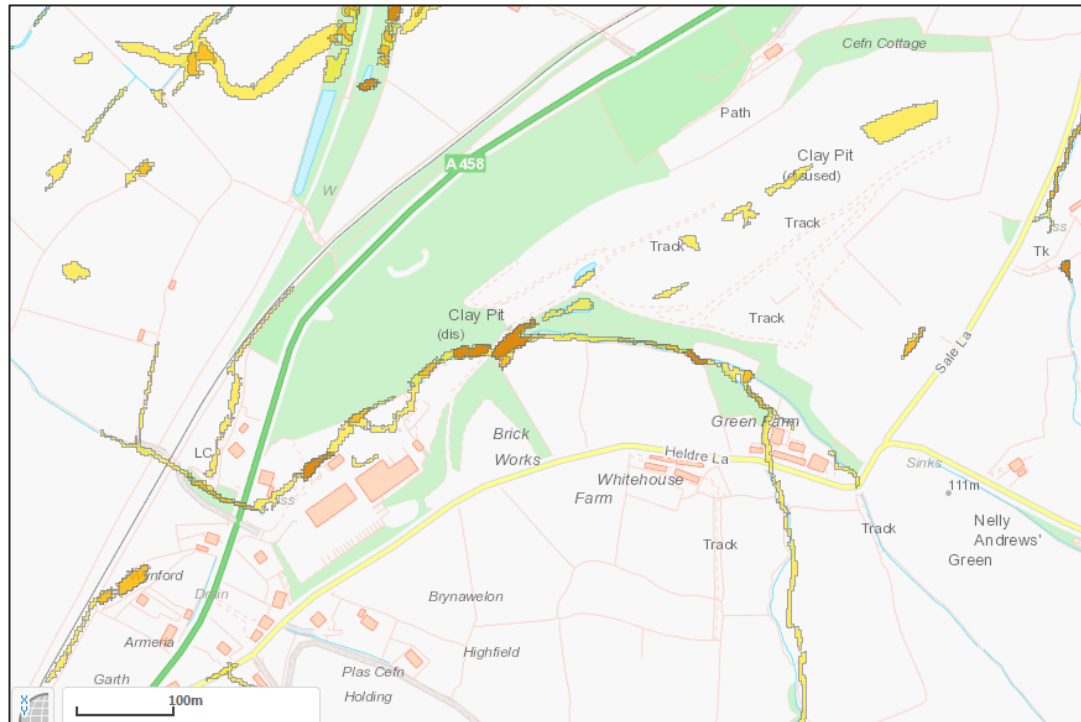 Cefn Cottage
Path
A 458
Clay Pit
(disused)
W
Track
Track
Tk
Clay Pit
(dis)
Track
Sale La
Green Farm
Brick
Works
LC
Heldre La
Sinks
Whitehouse
Farm
111m
Nelly
Andrews'
Green
Track
Track
Drain
Brynawelon
Armeria
Highfield
Plas Cefn
Holding
Garth
100m